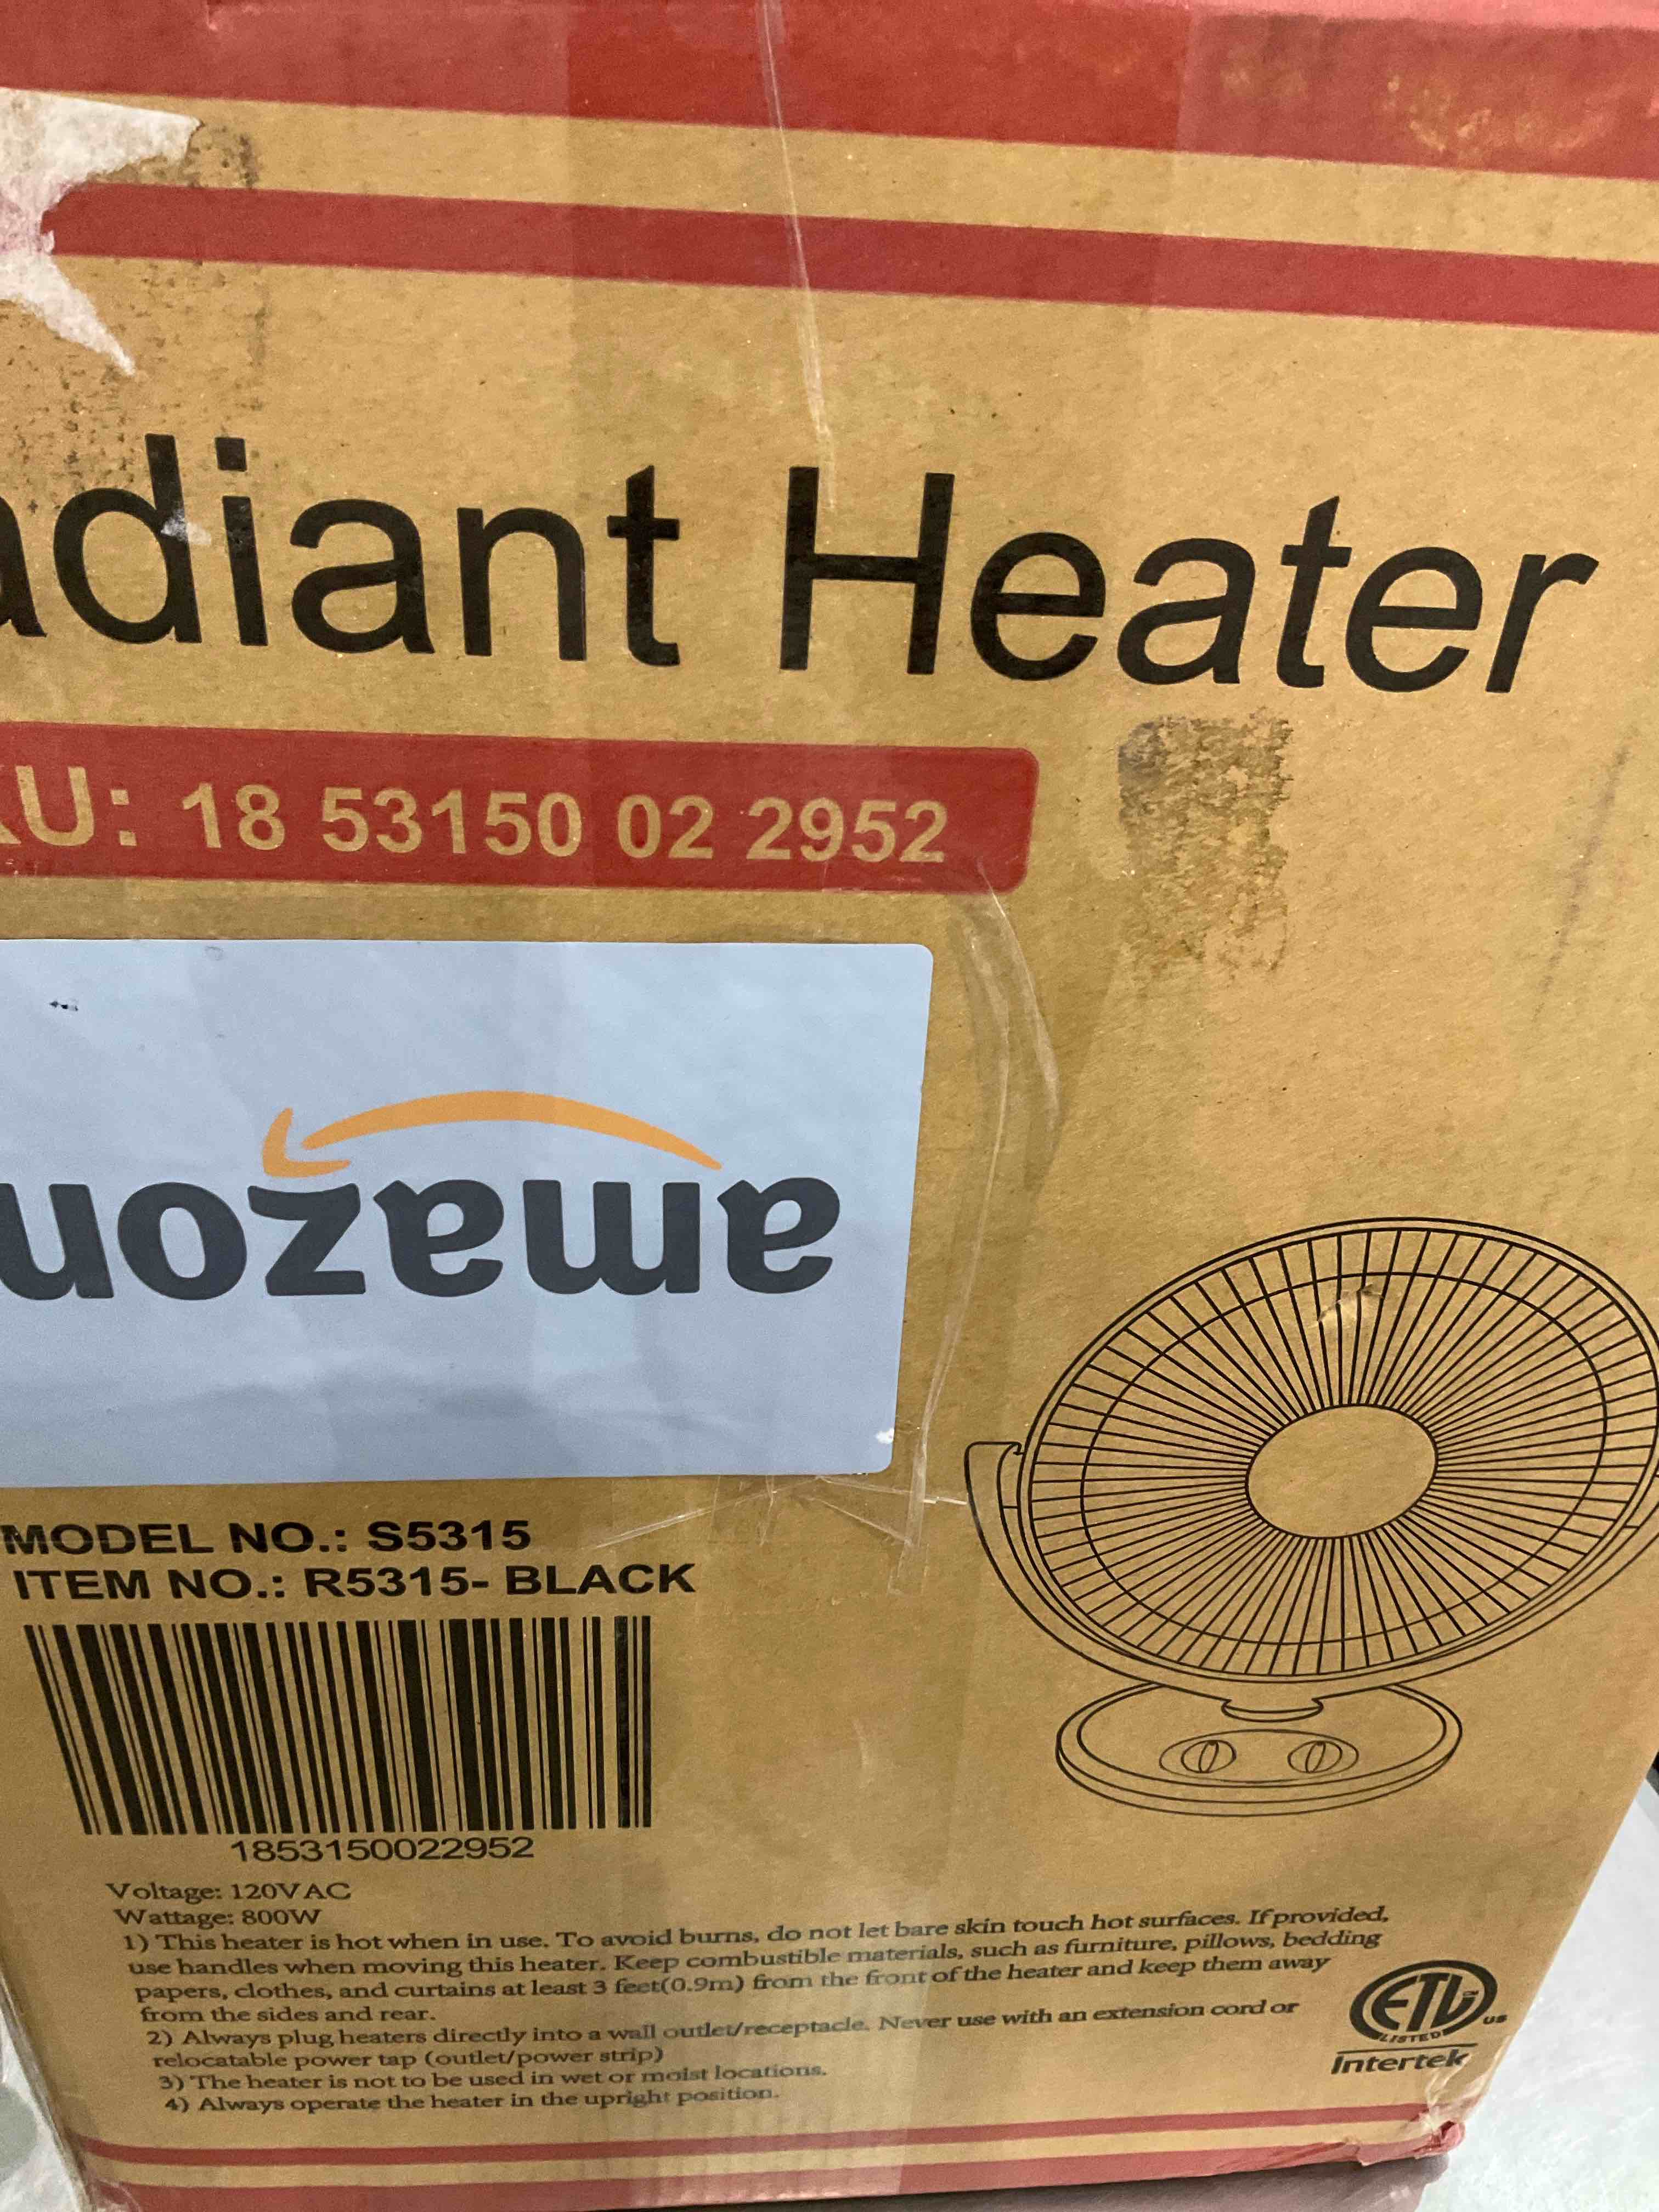 adiant Heater
KU: 18 53150 02 2952
amazon
MODEL NO.: S5315
ITEM NO.: R5315- BLACK
1853150022952
Voltage: 120VAC
Wattage: 800W
1) This heater is hot when in use. To avoid burns, do not let bare skin touch hot surfaces. If provided,
use handles when moving this heater. Keep combustible materials, such as furniture, pillows, bedding
papers, clothes, and curtains at least 3 feet(0.9m) from the front of the heater and keep them away
from the sides and rear.
2) Always plug heaters directly into a wall outlet/receptacle. Never use with an extension cord or
relocatable power tap (outlet/power strip)
3) The heater is not to be used in wet or moist locations.
4) Always operate the heater in the upright position.
ETL
LISTED
US
Intertek